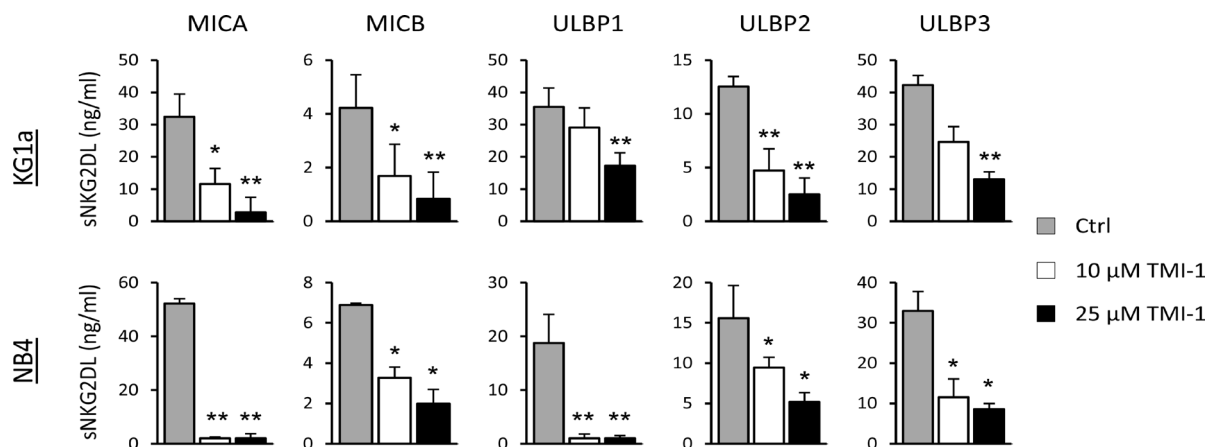 MICA MICB ULBP1 ULBP2 ULBP3
KG1a
sNKG2DL (ng/ml)
50 40 30 20 10 0
* **
6 4 2 0
* **
50 40 30 20 10 0
**
15 10 5 0
** **
50 40 30 20 10 0
**
NB4
sNKG2DL (ng/ml)
60 40 20 0
** **
8 6 4 2 0
* *
30 20 10 0
** **
20 15 10 5 0
* *
40 30 20 10 0
* *
Ctrl
10 µM TMI-1
25 µM TMI-1